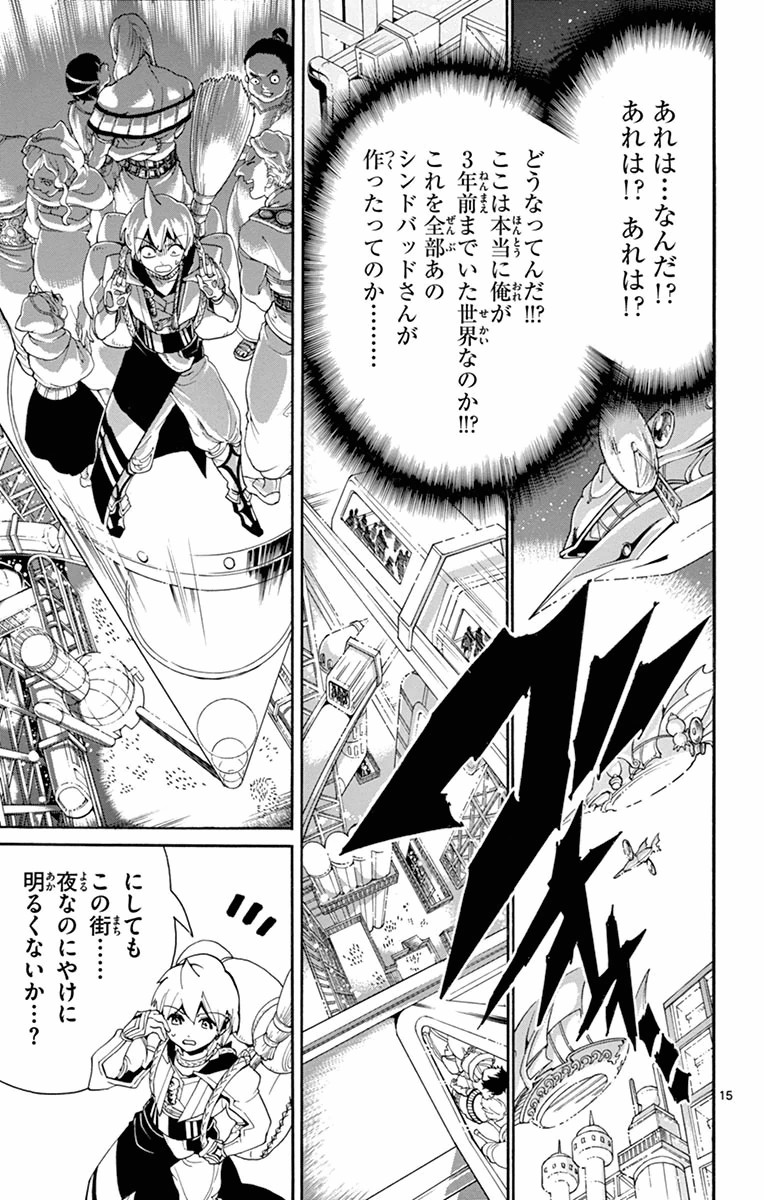 あれは…なんだ!?
あれは!? あれは!?
どうなってんだ!!?
ここは本当に俺が
3年前までいた世界なのか!!?
これを全部あの
シンドバッドさんが
作ったってのか………
にしても
この街……
夜なのにやけに
明るくないか…?
15